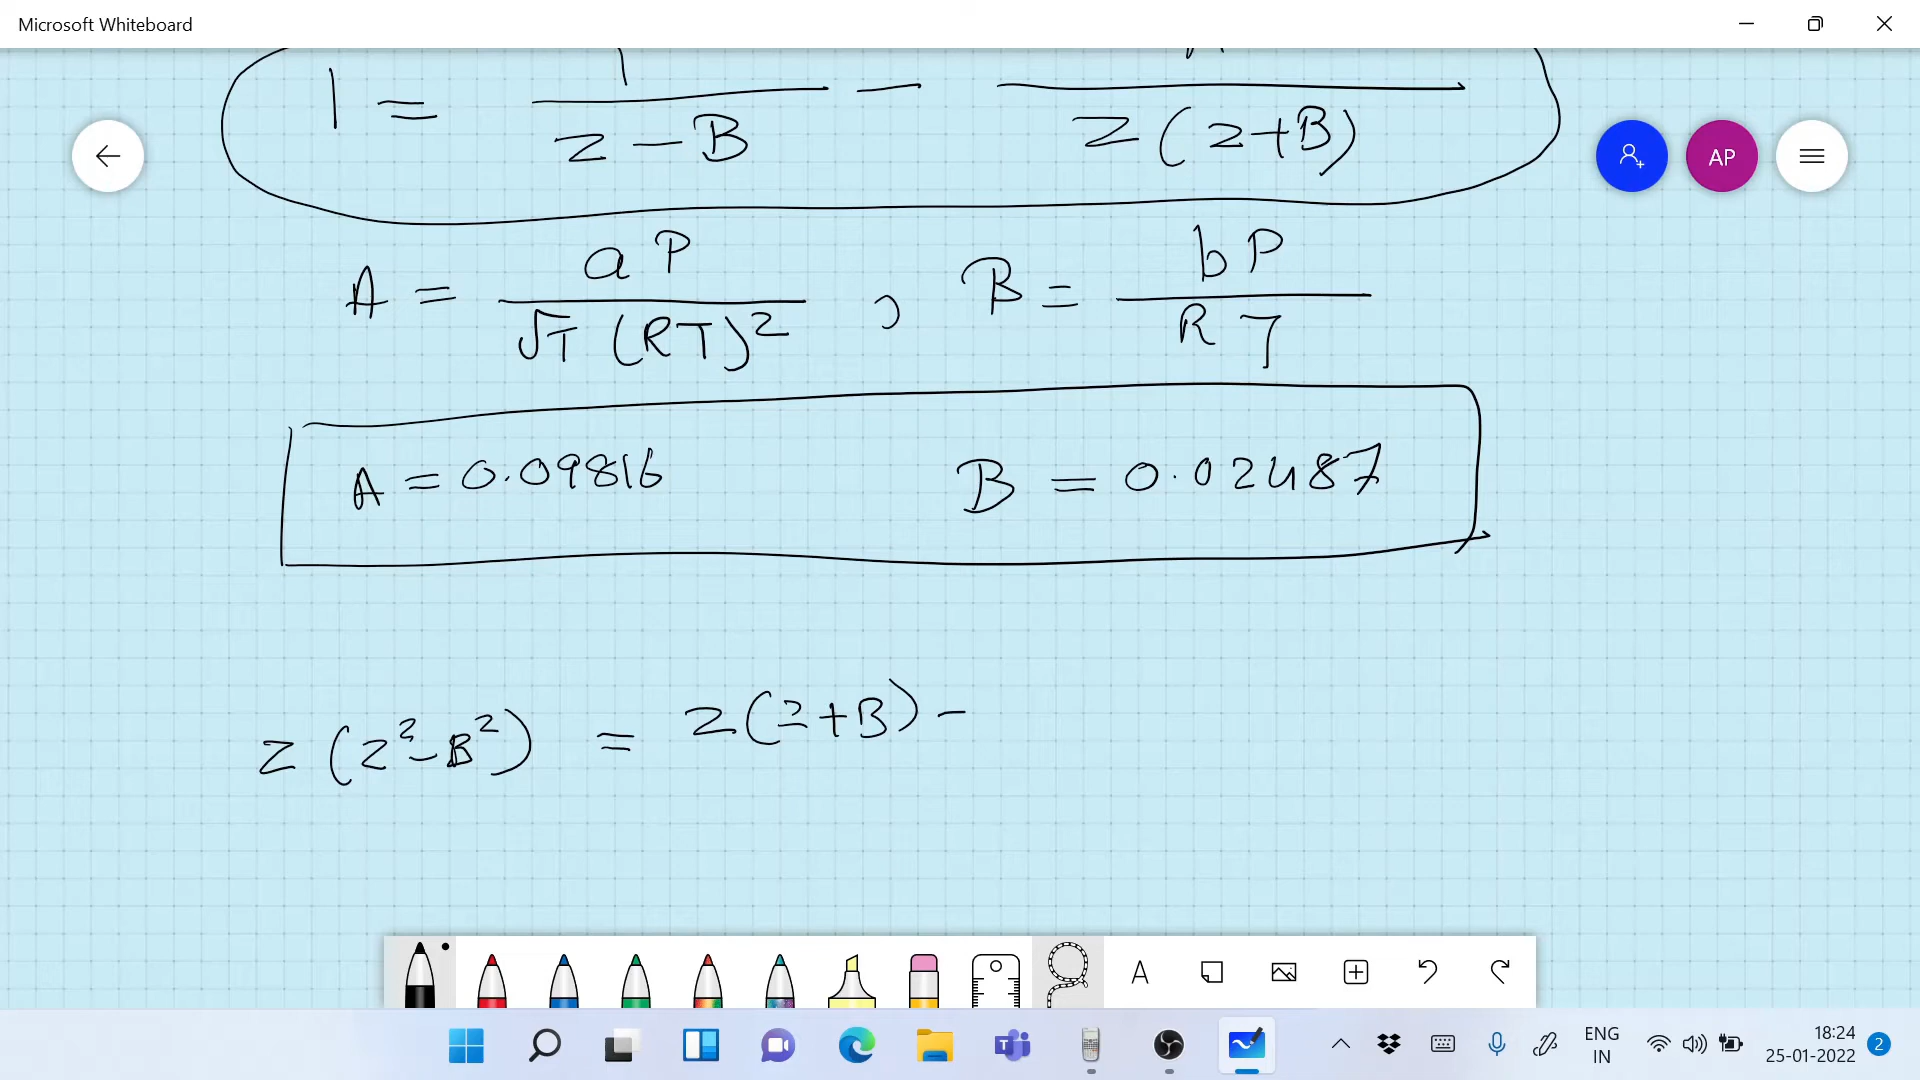 Microsoft Whiteboard
1 = 1/(z - B) - /(z(z+B))
AP
A = aP/(√T (RT)²) , B = bP/(RT)
A = 0.09816 B = 0.02487
z(z² - B²) = z(z+B) -
A
T
ENG
IN
18:24
25-01-2022
2